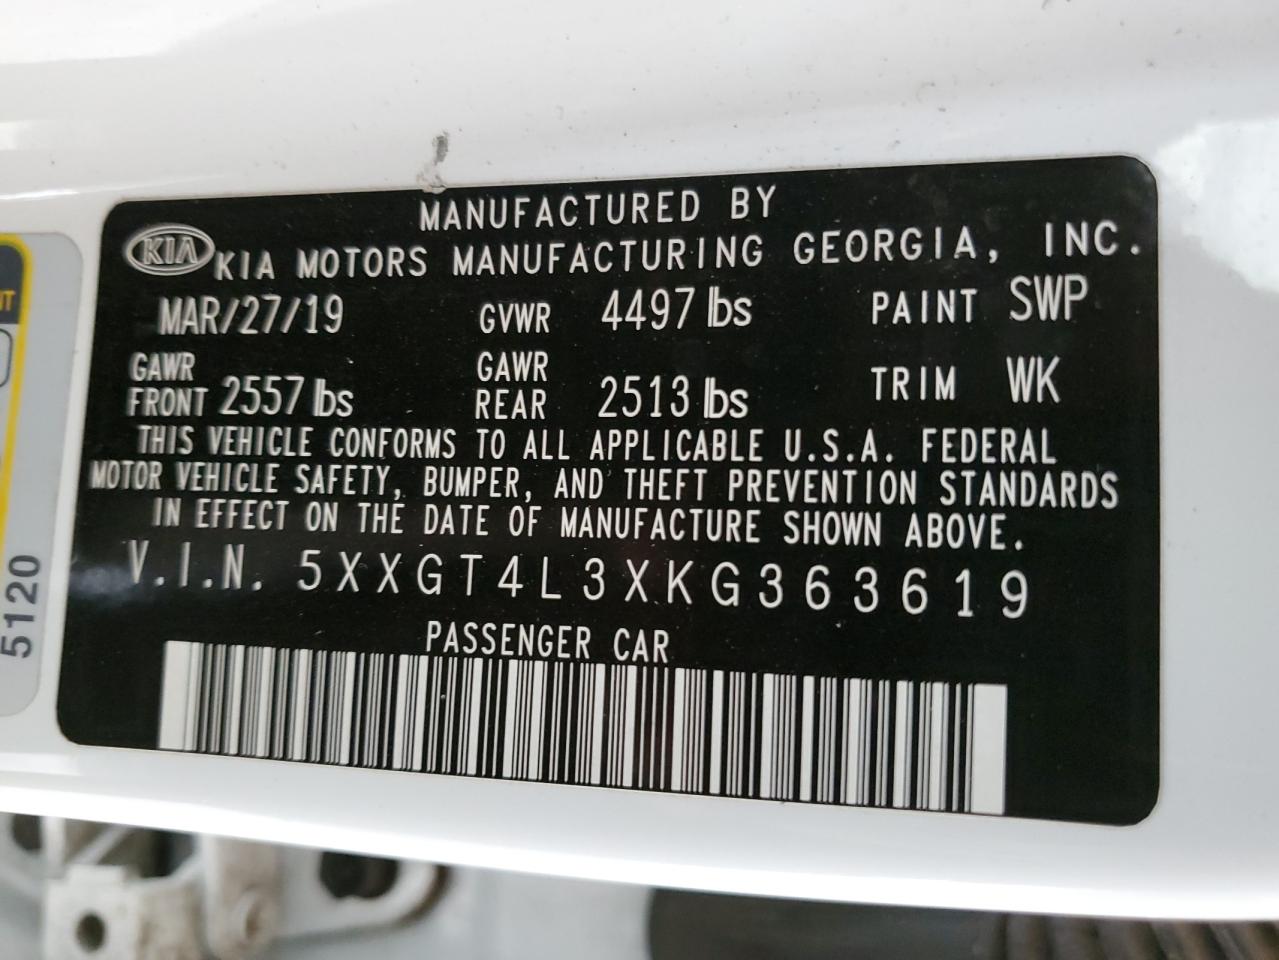 MANUFACTURED BY
KIA KIA MOTORS MANUFACTURING GEORGIA, INC.
MAR/27/19 GVWR 4497 lbs PAINT SWP
GAWR FRONT 2557 lbs GAWR REAR 2513 lbs TRIM WK
THIS VEHICLE CONFORMS TO ALL APPLICABLE U.S.A. FEDERAL
MOTOR VEHICLE SAFETY, BUMPER, AND THEFT PREVENTION STANDARDS
IN EFFECT ON THE DATE OF MANUFACTURE SHOWN ABOVE.
V.I.N. 5XXGT4L3XKG363619
PASSENGER CAR
5120